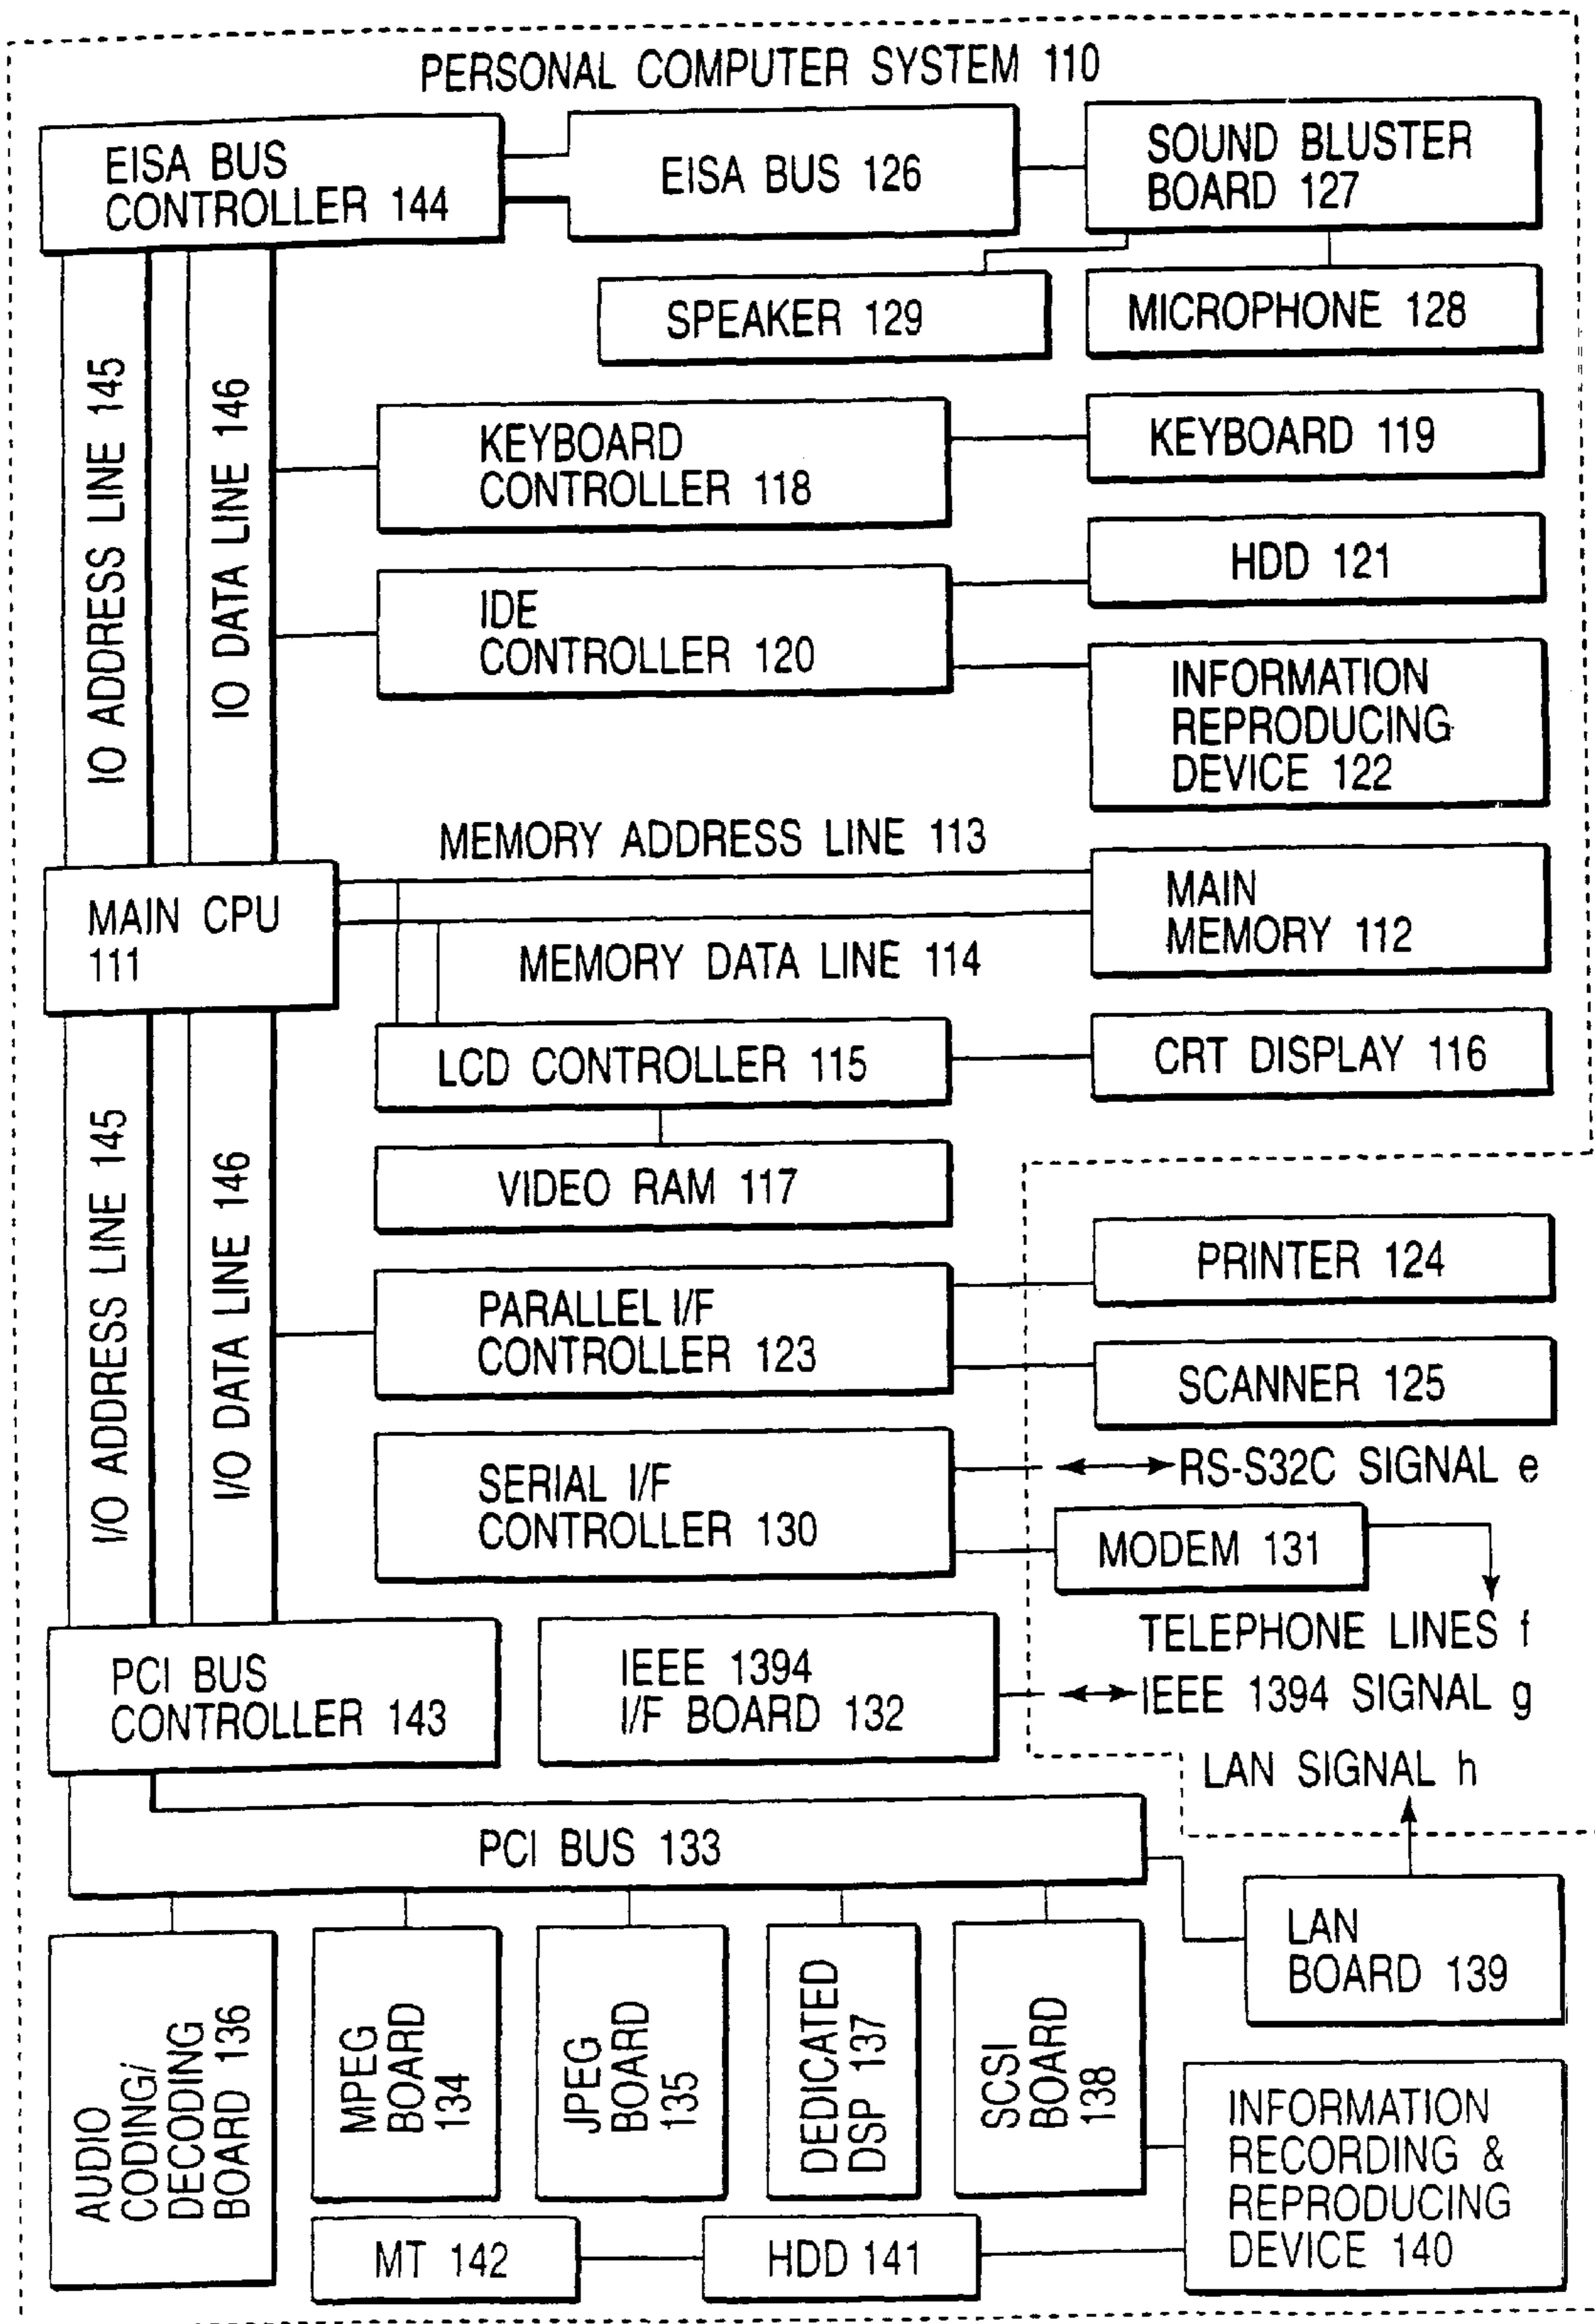 PERSONAL COMPUTER SYSTEM 110
EISA BUS
CONTROLLER 144
EISA BUS 126
SOUND BLUSTER
BOARD 127
SPEAKER 129
MICROPHONE 128
IO ADDRESS LINE 145
IO DATA LINE 146
KEYBOARD
CONTROLLER 118
KEYBOARD 119
IDE
CONTROLLER 120
HDD 121
INFORMATION
REPRODUCING
DEVICE 122
MEMORY ADDRESS LINE 113
MAIN CPU
111
MAIN
MEMORY 112
MEMORY DATA LINE 114
LCD CONTROLLER 115
CRT DISPLAY 116
VIDEO RAM 117
I/O ADDRESS LINE 145
I/O DATA LINE 146
PARALLEL I/F
CONTROLLER 123
PRINTER 124
SCANNER 125
SERIAL I/F
CONTROLLER 130
RS-S32C SIGNAL e
MODEM 131
TELEPHONE LINES f
PCI BUS
CONTROLLER 143
IEEE 1394
I/F BOARD 132
IEEE 1394 SIGNAL g
LAN SIGNAL h
PCI BUS 133
LAN
BOARD 139
AUDIO
CODING/
DECODING
BOARD 136
MPEG
BOARD
134
JPEG
BOARD
135
DEDICATED
DSP 137
SCSI
BOARD
138
INFORMATION
RECORDING &
REPRODUCING
DEVICE 140
MT 142
HDD 141